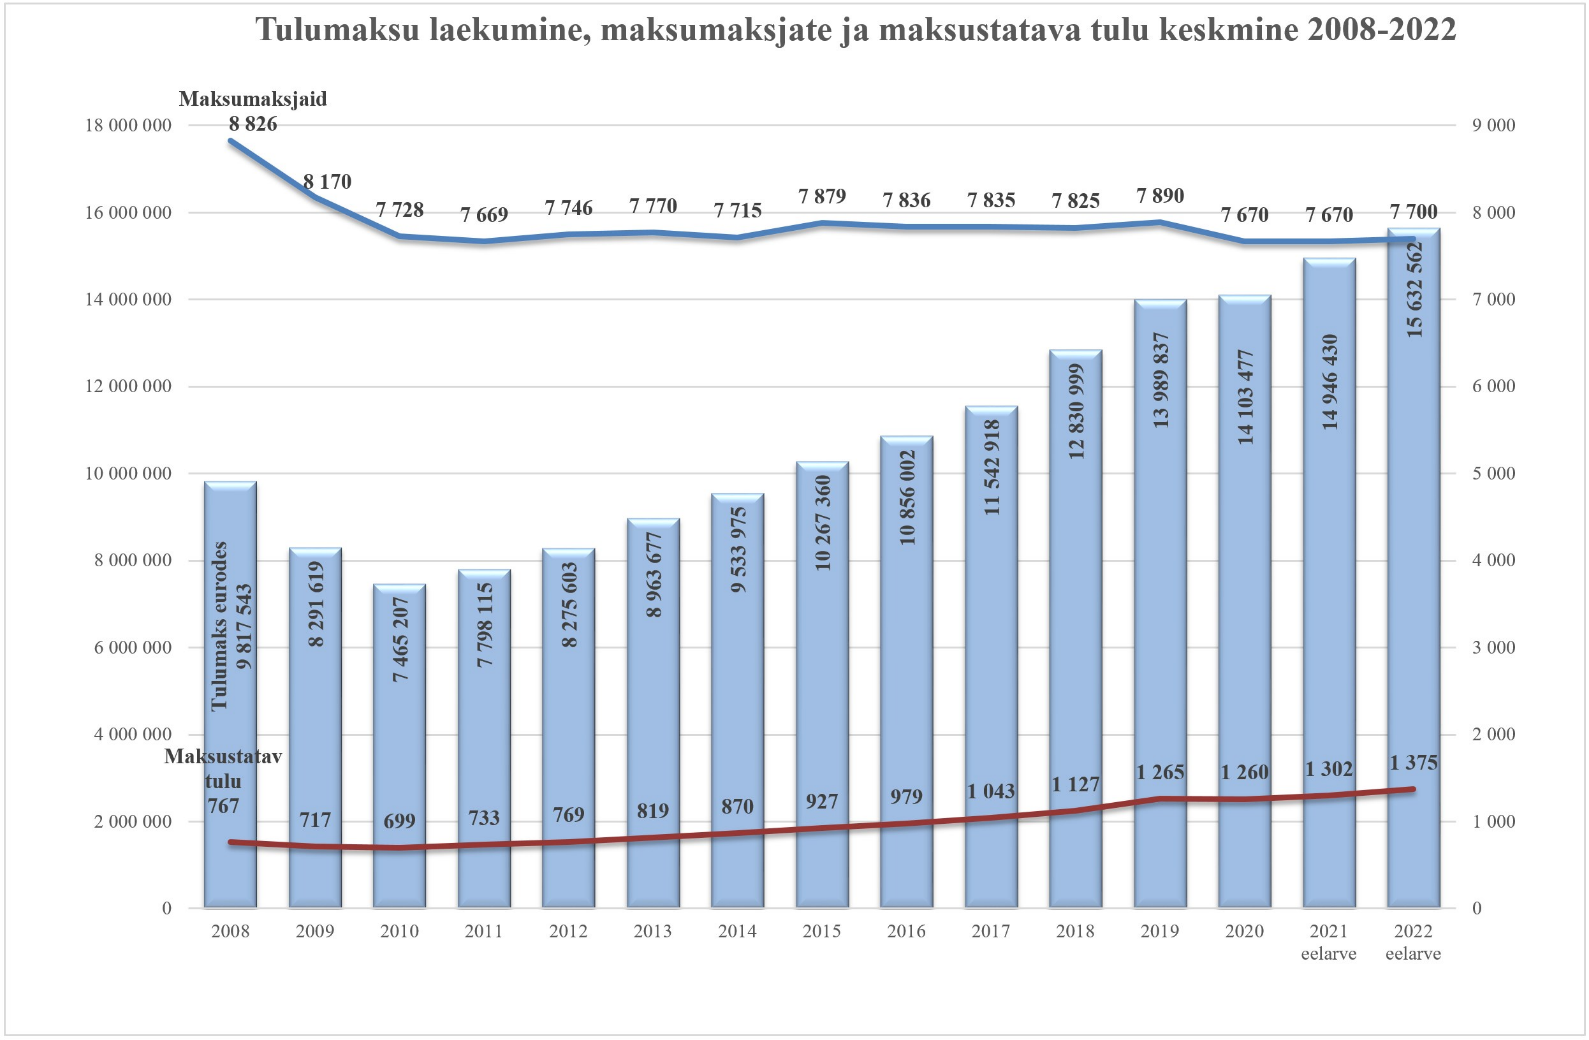 Tulumaksu laekumine, maksumaksjate ja maksustatava tulu keskmine 2008-2022
Maksumaksjaid
8 826
8 170
7 728
7 669
7 746
7 770
7 715
7 879
7 836
7 835
7 825
7 890
7 670
7 670
7 700
18 000 000
16 000 000
14 000 000
12 000 000
10 000 000
8 000 000
6 000 000
4 000 000
2 000 000
0
9 000
8 000
7 000
6 000
5 000
4 000
3 000
2 000
1 000
0
Tulumaks eurodes
9 817 543
8 291 619
7 465 207
7 798 115
8 275 603
8 963 677
9 533 975
10 267 360
10 856 002
11 542 918
12 830 999
13 989 837
14 103 477
14 946 430
15 632 562
Maksustatav
tulu
767
717
699
733
769
819
870
927
979
1 043
1 127
1 265
1 260
1 302
1 375
2008
2009
2010
2011
2012
2013
2014
2015
2016
2017
2018
2019
2020
2021
eelarve
2022
eelarve